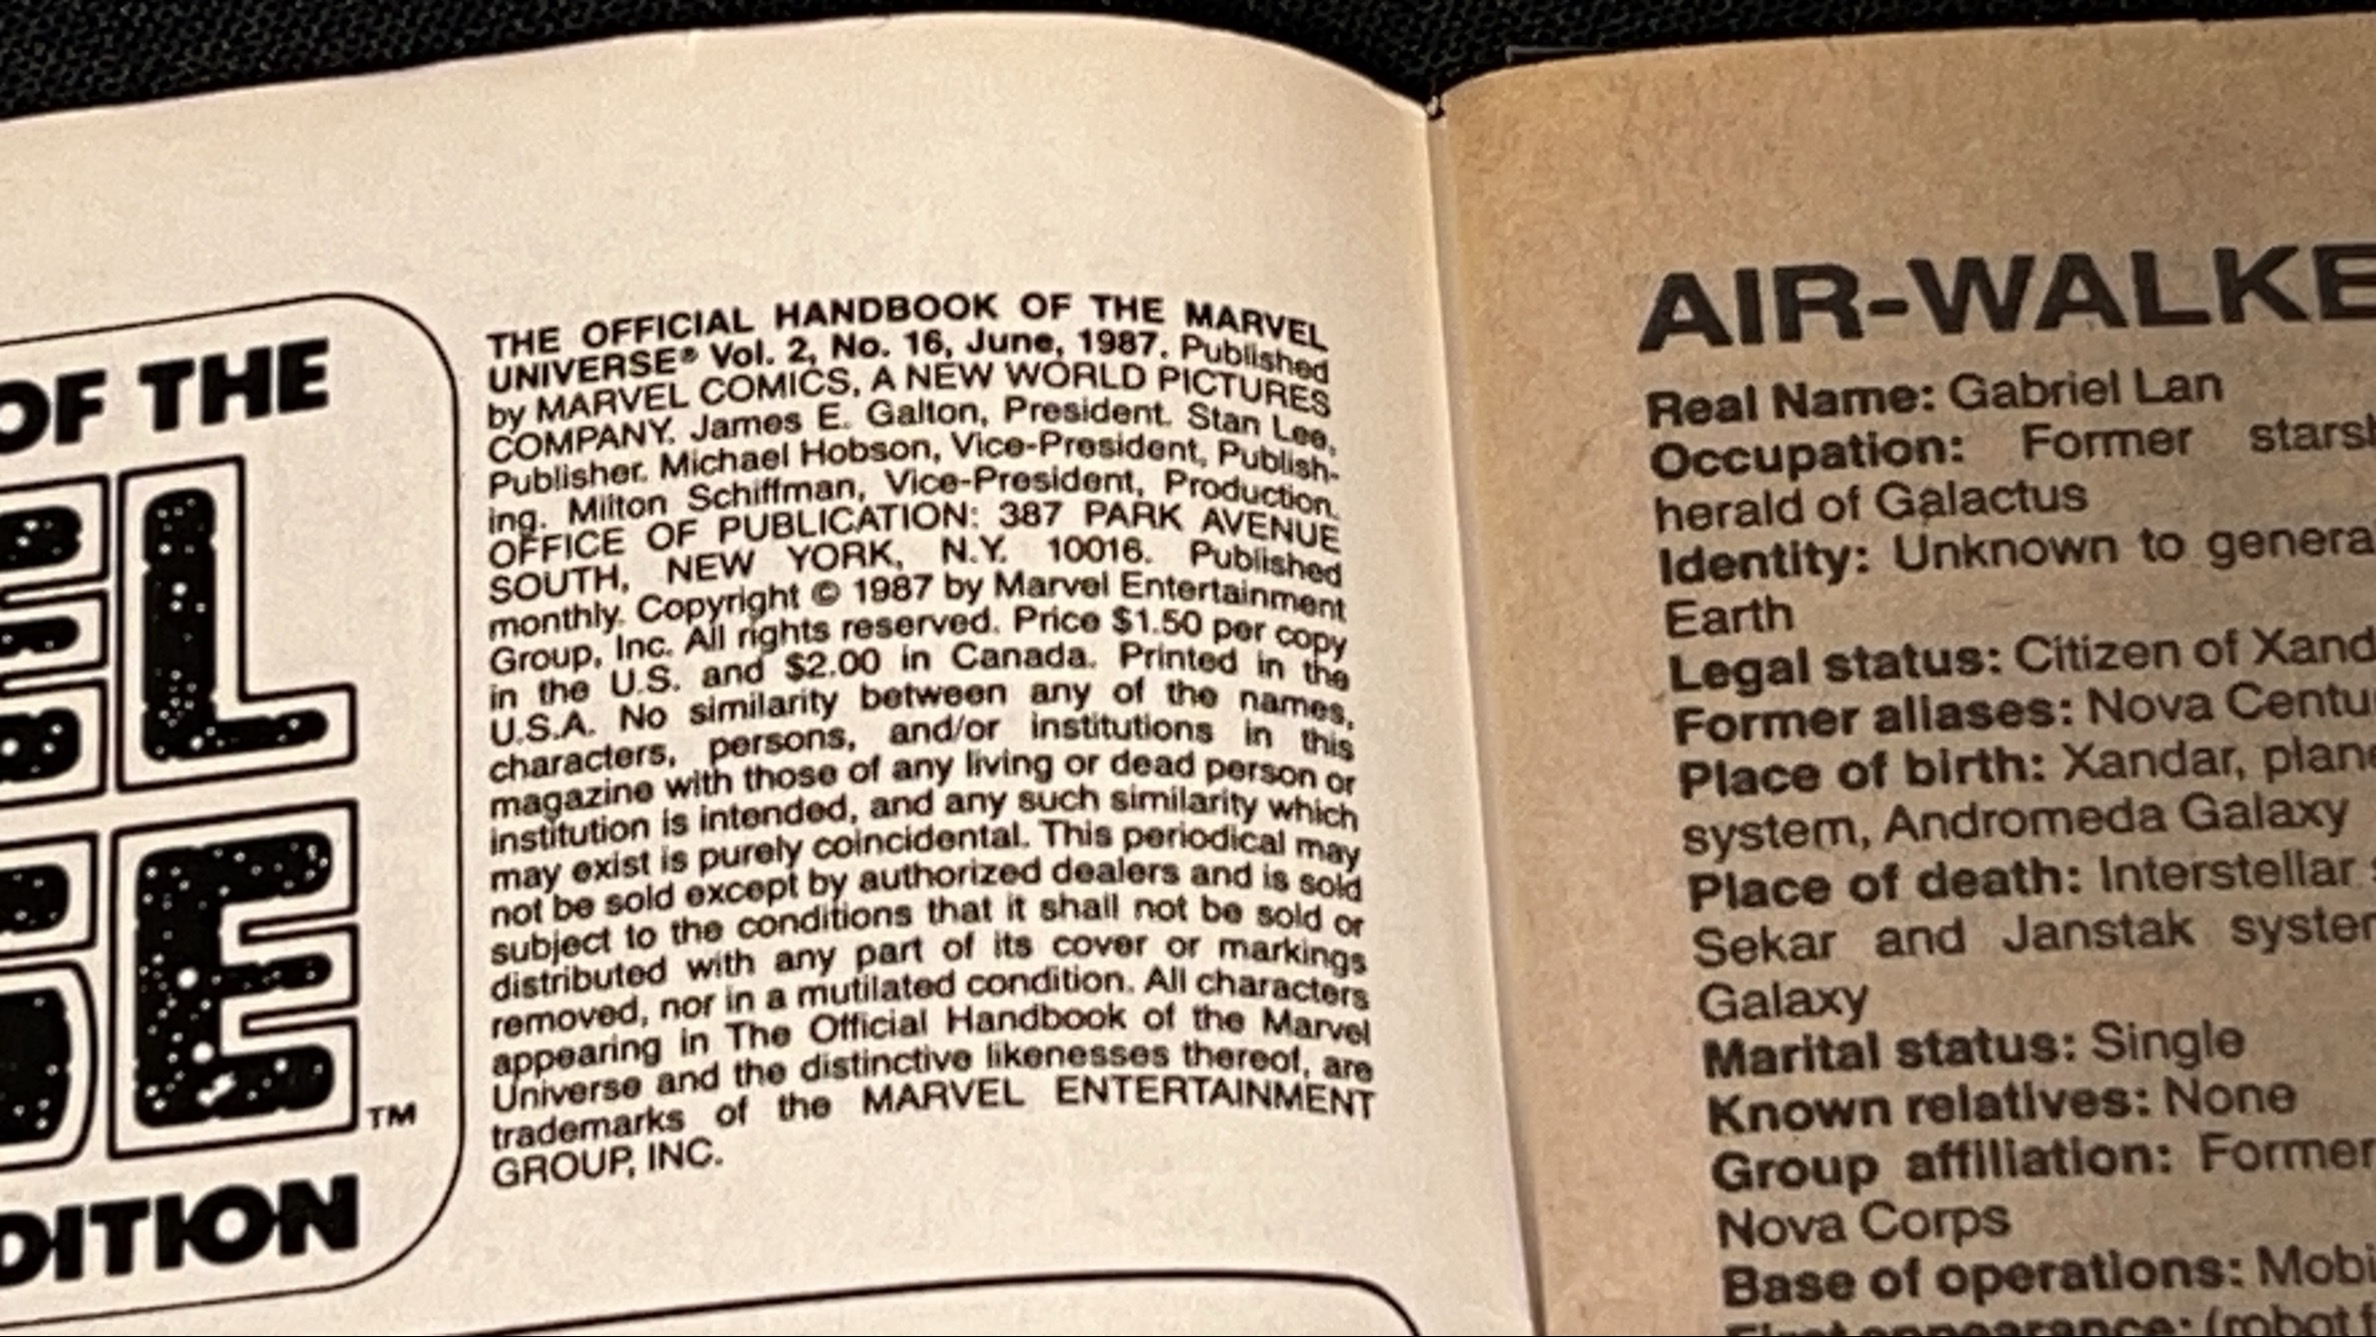 OF THE
EL
E
TM
DITION
THE OFFICIAL HANDBOOK OF THE MARVEL
UNIVERSE® Vol. 2, No. 16, June, 1987. Published
by MARVEL COMICS, A NEW WORLD PICTURES
COMPANY. James E. Galton, President. Stan Lee,
Publisher. Michael Hobson, Vice-President, Publish-
ing. Milton Schiffman, Vice-President, Production.
OFFICE OF PUBLICATION: 387 PARK AVENUE
SOUTH, NEW YORK, N.Y. 10016. Published
monthly. Copyright © 1987 by Marvel Entertainment
Group, Inc. All rights reserved. Price $1.50 per copy
in the U.S. and $2.00 in Canada. Printed in the
U.S.A. No similarity between any of the names,
characters, persons, and/or institutions in this
magazine with those of any living or dead person or
institution is intended, and any such similarity which
may exist is purely coincidental. This periodical may
not be sold except by authorized dealers and is sold
subject to the conditions that it shall not be sold or
distributed with any part of its cover or markings
removed, nor in a mutilated condition. All characters
appearing in The Official Handbook of the Marvel
Universe and the distinctive likenesses thereof, are
trademarks of the MARVEL ENTERTAINMENT
GROUP, INC.
AIR-WALKE
Real Name: Gabriel Lan
Occupation: Former starsh
herald of Galactus
Identity: Unknown to genera
Earth
Legal status: Citizen of Xand
Former aliases: Nova Centu
Place of birth: Xandar, plane
system, Andromeda Galaxy
Place of death: Interstellar
Sekar and Janstak system
Galaxy
Marital status: Single
Known relatives: None
Group affiliation: Former
Nova Corps
Base of operations: Mobi
First appearance: (robot